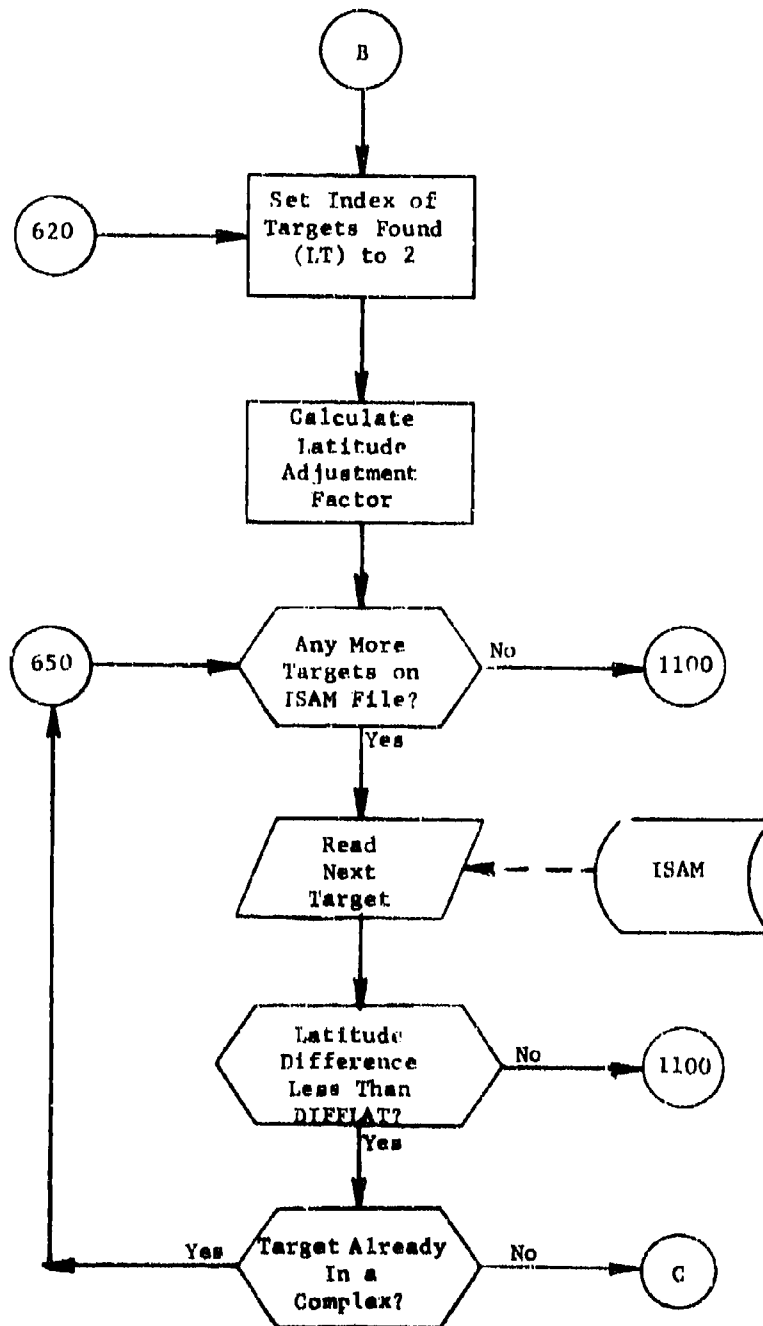 B
Set Index of
Targets Found
(LT) to 2
620
Calculate
Latitude
Adjustment
Factor
650
Any More
Targets on
ISAM File?
No
1100
Yes
Read
Next
Target
ISAM
Latitude
Difference
Less Than
DIFFLAT?
No
1100
Yes
Yes
Target Already
In a
Complex?
No
C